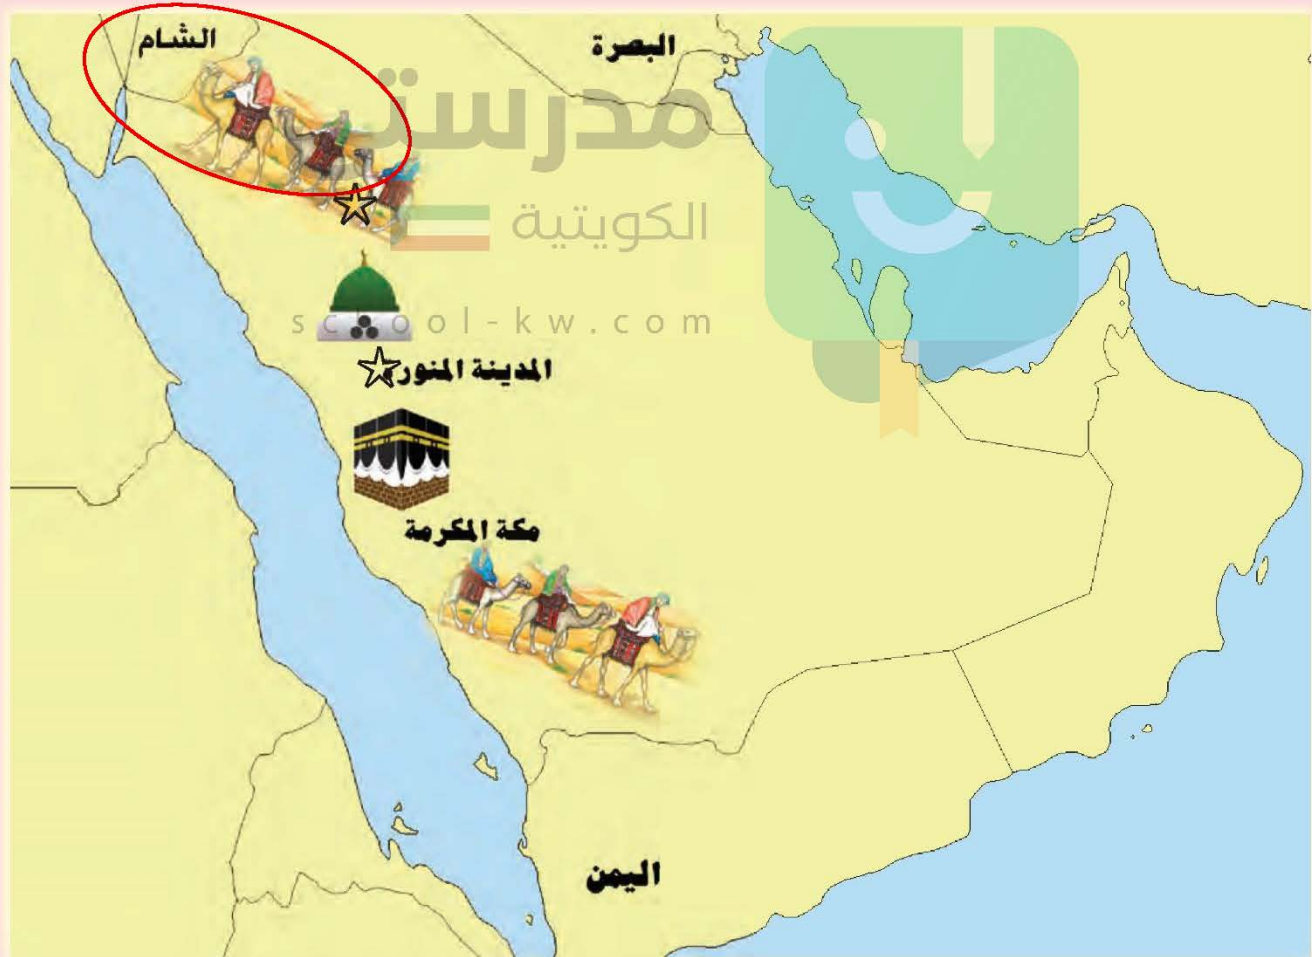 الشام
البصرة
مدرستي
الكويتية
school-kw.com
المدينة المنورة
مكة المكرمة
اليمن